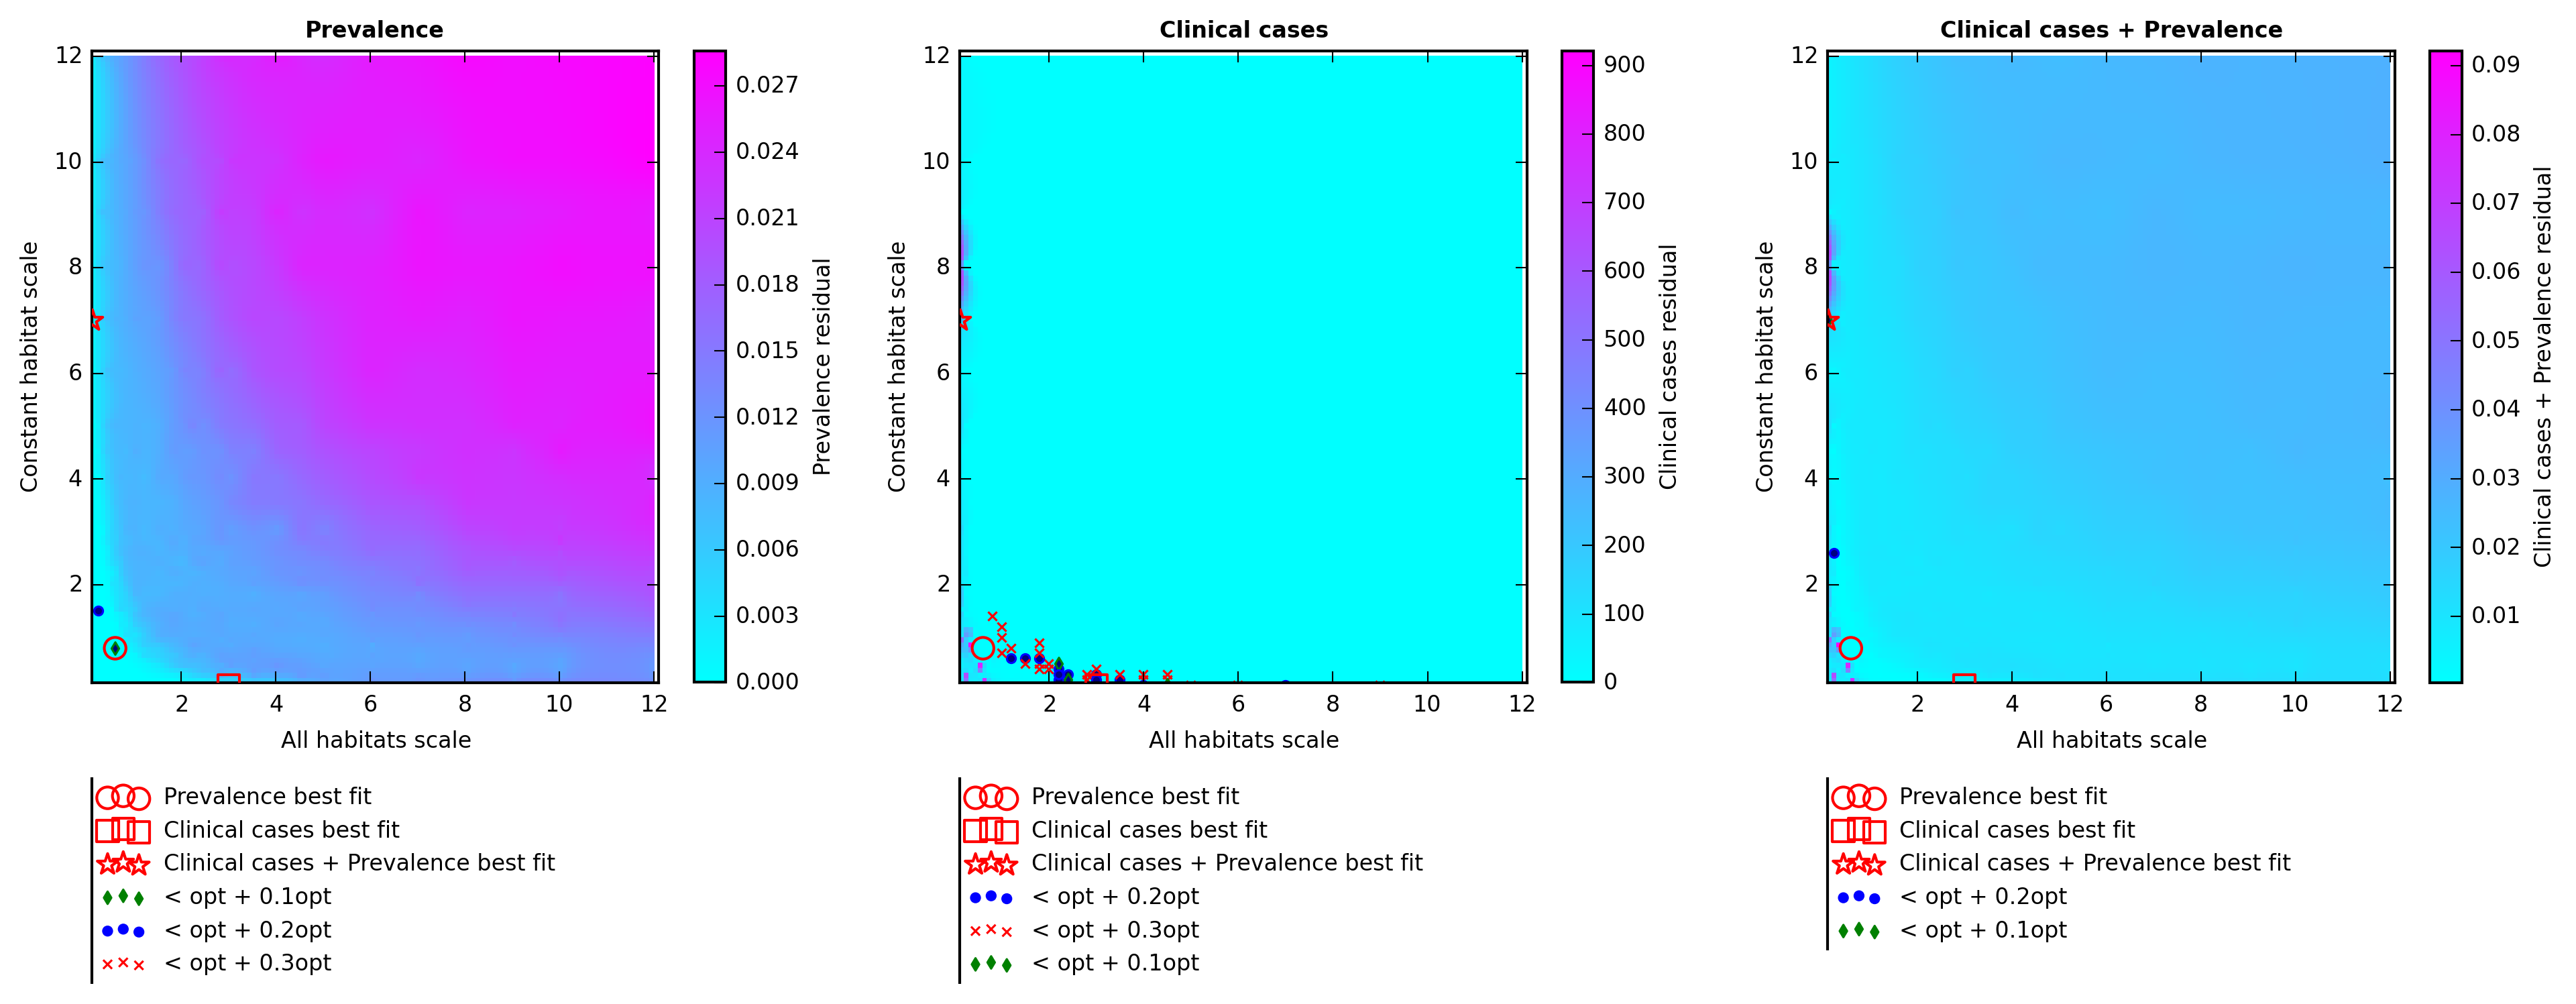 Prevalence
12
10
8
6
4
2
Constant habitat scale
2 4 6 8 10 12
All habitats scale
0.027
0.024
0.021
0.018
0.015
0.012
0.009
0.006
0.003
0.000
Prevalence residual
Prevalence best fit
Clinical cases best fit
Clinical cases + Prevalence best fit
< opt + 0.1opt
< opt + 0.2opt
< opt + 0.3opt
Clinical cases
12
10
8
6
4
2
Constant habitat scale
2 4 6 8 10 12
All habitats scale
900
800
700
600
500
400
300
200
100
0
Clinical cases residual
Prevalence best fit
Clinical cases best fit
Clinical cases + Prevalence best fit
< opt + 0.2opt
< opt + 0.3opt
< opt + 0.1opt
Clinical cases + Prevalence
12
10
8
6
4
2
Constant habitat scale
2 4 6 8 10 12
All habitats scale
0.09
0.08
0.07
0.06
0.05
0.04
0.03
0.02
0.01
Clinical cases + Prevalence residual
Prevalence best fit
Clinical cases best fit
Clinical cases + Prevalence best fit
< opt + 0.2opt
< opt + 0.1opt